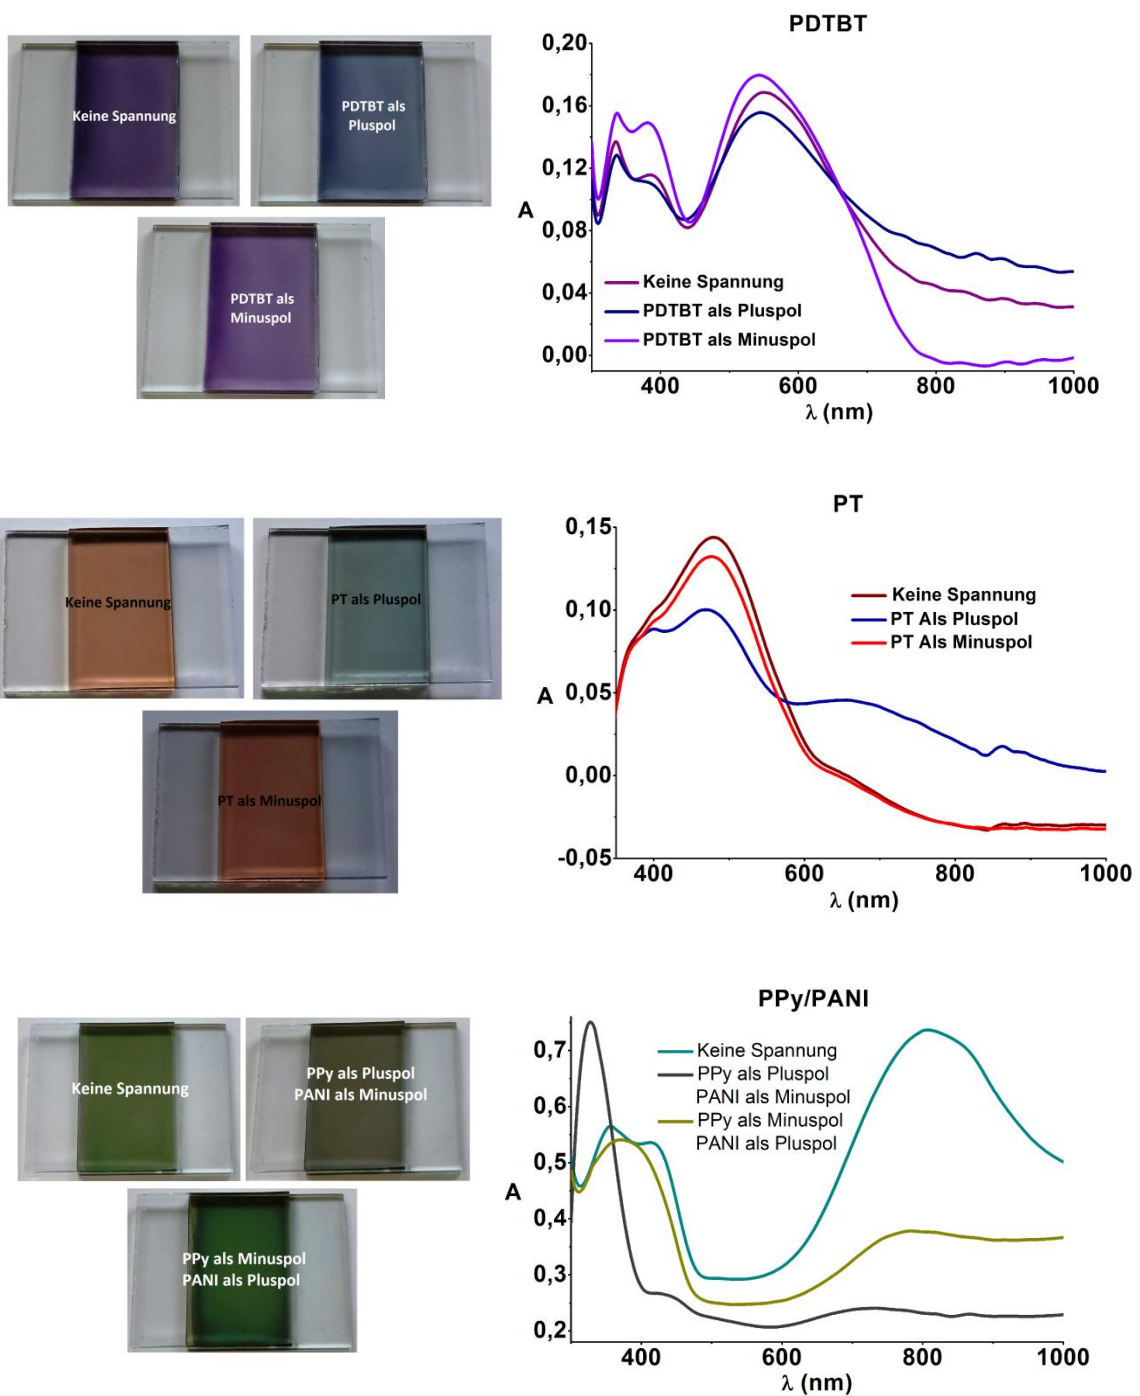 Keine Spannung
PDTBT als
Pluspol
PDTBT als
Minuspol
PDTBT
0,20
0,16
0,12
0,08
0,04
0,00
A
Keine Spannung
PDTBT als Pluspol
PDTBT als Minuspol
400
600
800
1000
λ (nm)
Keine Spannung
PT als Pluspol
PT als Minuspol
PT
0,15
0,10
0,05
0,00
-0,05
A
Keine Spannung
PT Als Pluspol
PT Als Minuspol
400
600
800
1000
λ (nm)
Keine Spannung
PPy als Pluspol
PANI als Minuspol
PPy als Minuspol
PANI als Pluspol
PPy/PANI
0,7
0,6
0,5
0,4
0,3
0,2
A
Keine Spannung
PPy als Pluspol
PANI als Minuspol
PPy als Minuspol
PANI als Pluspol
400
600
800
1000
λ (nm)